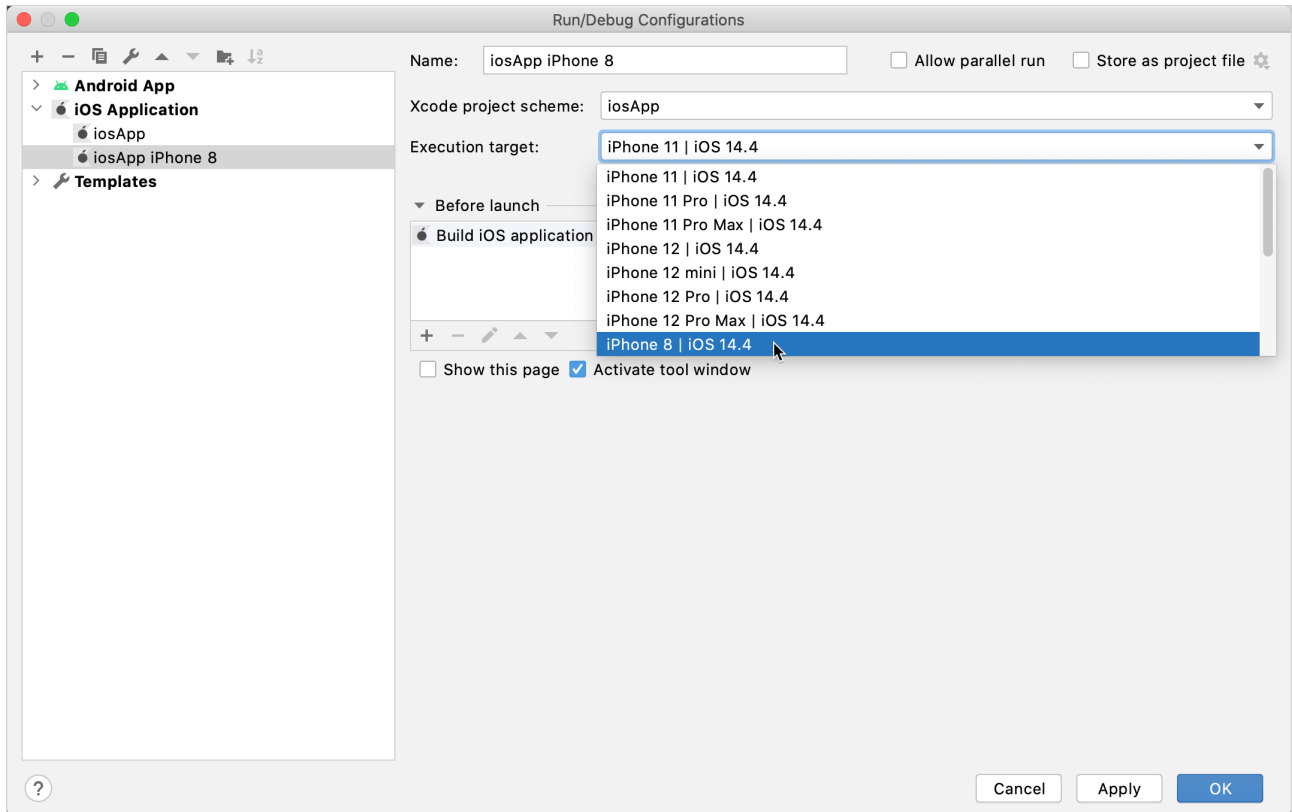 Run/Debug Configurations
Name: iosApp iPhone 8 Allow parallel run Store as project file
Android App
iOS Application
iosApp
iosApp iPhone 8
Templates
Xcode project scheme: iosApp
Execution target: iPhone 11 | iOS 14.4
iPhone 11 | iOS 14.4
iPhone 11 Pro | iOS 14.4
iPhone 11 Pro Max | iOS 14.4
iPhone 12 | iOS 14.4
iPhone 12 mini | iOS 14.4
iPhone 12 Pro | iOS 14.4
iPhone 12 Pro Max | iOS 14.4
iPhone 8 | iOS 14.4
Before launch
Build iOS application
Show this page Activate tool window
? Cancel Apply OK